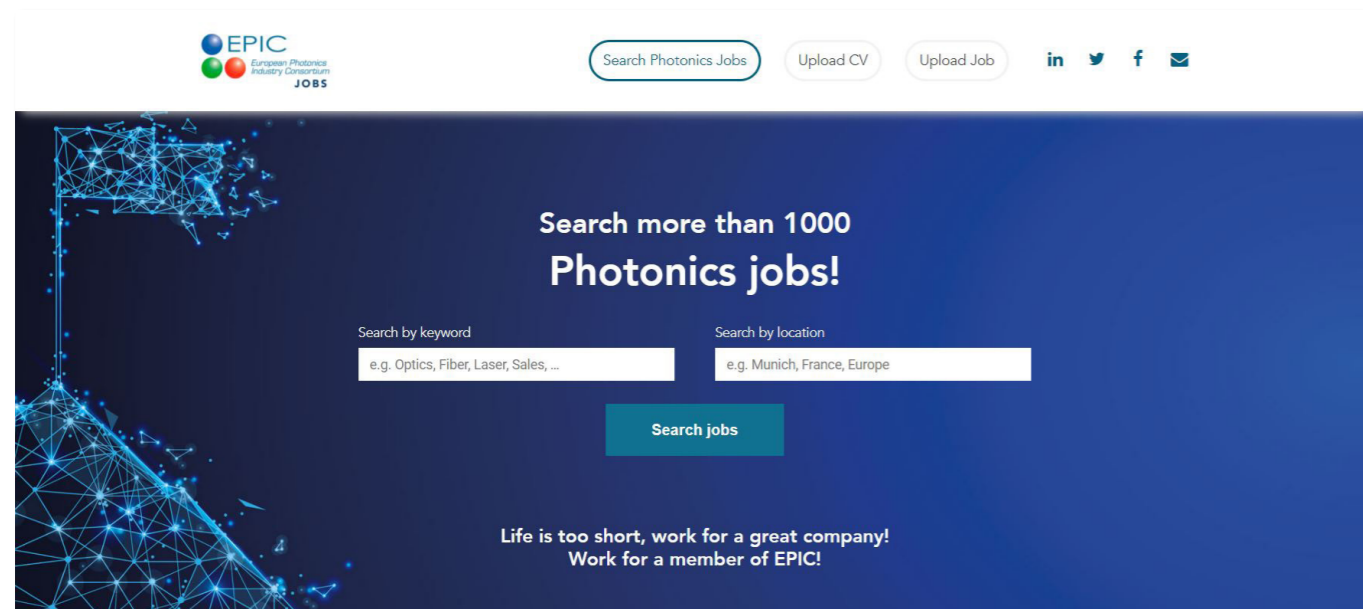 EPIC
European Photonics
Industry Consortium
JOBS
Search Photonics Jobs
Upload CV
Upload Job
Search more than 1000
Photonics jobs!
Search by keyword
e.g. Optics, Fiber, Laser, Sales, ...
Search by location
e.g. Munich, France, Europe
Search jobs
Life is too short, work for a great company!
Work for a member of EPIC!